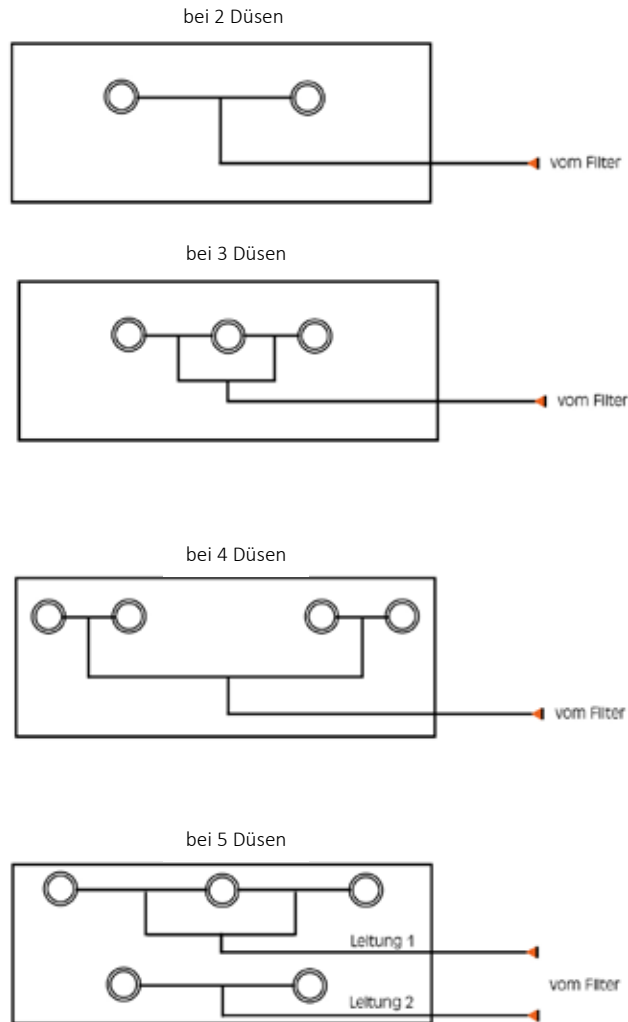 bei 2 Düsen
vom Filter
bei 3 Düsen
vom Filter
bei 4 Düsen
vom Filter
bei 5 Düsen
Leitung 1
vom Filter
Leitung 2